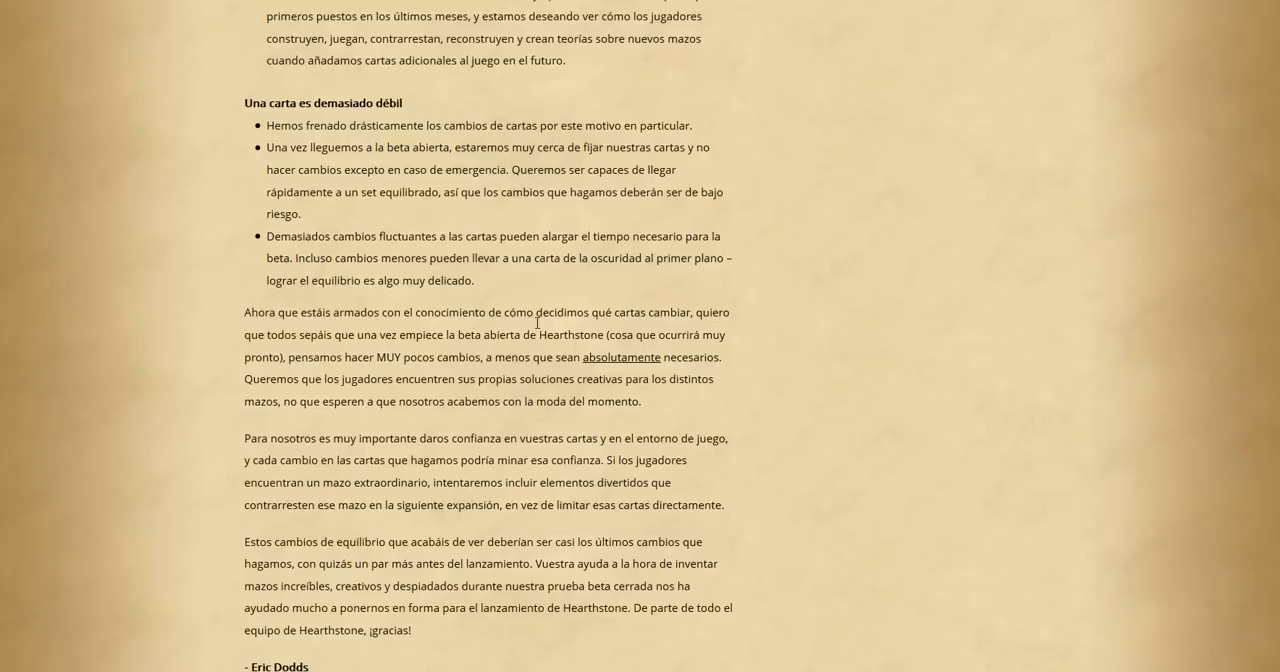 primeros puestos en los últimos meses, y estamos deseando ver cómo los jugadores
construyen, juegan, contrarrestan, reconstruyen y crean teorías sobre nuevos mazos
cuando añadamos cartas adicionales al juego en el futuro.
Una carta es demasiado débil
● Hemos frenado drásticamente los cambios de cartas por este motivo en particular.
● Una vez lleguemos a la beta abierta, estaremos muy cerca de fijar nuestras cartas y no
hacer cambios excepto en caso de emergencia. Queremos ser capaces de llegar
rápidamente a un set equilibrado, así que los cambios que hagamos deberán ser de bajo
riesgo.
● Demasiados cambios fluctuantes a las cartas pueden alargar el tiempo necesario para la
beta. Incluso cambios menores pueden llevar a una carta de la oscuridad al primer plano –
lograr el equilibrio es algo muy delicado.
Ahora que estáis armados con el conocimiento de cómo decidimos qué cartas cambiar, quiero
que todos sepáis que una vez empiece la beta abierta de Hearthstone (cosa que ocurrirá muy
pronto), pensamos hacer MUY pocos cambios, a menos que sean absolutamente necesarios.
Queremos que los jugadores encuentren sus propias soluciones creativas para los distintos
mazos, no que esperen a que nosotros acabemos con la moda del momento.
Para nosotros es muy importante daros confianza en vuestras cartas y en el entorno de juego,
y cada cambio en las cartas que hagamos podría minar esa confianza. Si los jugadores
encuentran un mazo extraordinario, intentaremos incluir elementos divertidos que
contrarresten ese mazo en la siguiente expansión, en vez de limitar esas cartas directamente.
Estos cambios de equilibrio que acabáis de ver deberían ser casi los últimos cambios que
hagamos, con quizás un par más antes del lanzamiento. Vuestra ayuda a la hora de inventar
mazos increíbles, creativos y despiadados durante nuestra prueba beta cerrada nos ha
ayudado mucho a ponernos en forma para el lanzamiento de Hearthstone. De parte de todo el
equipo de Hearthstone, ¡gracias!
- Eric Dodds